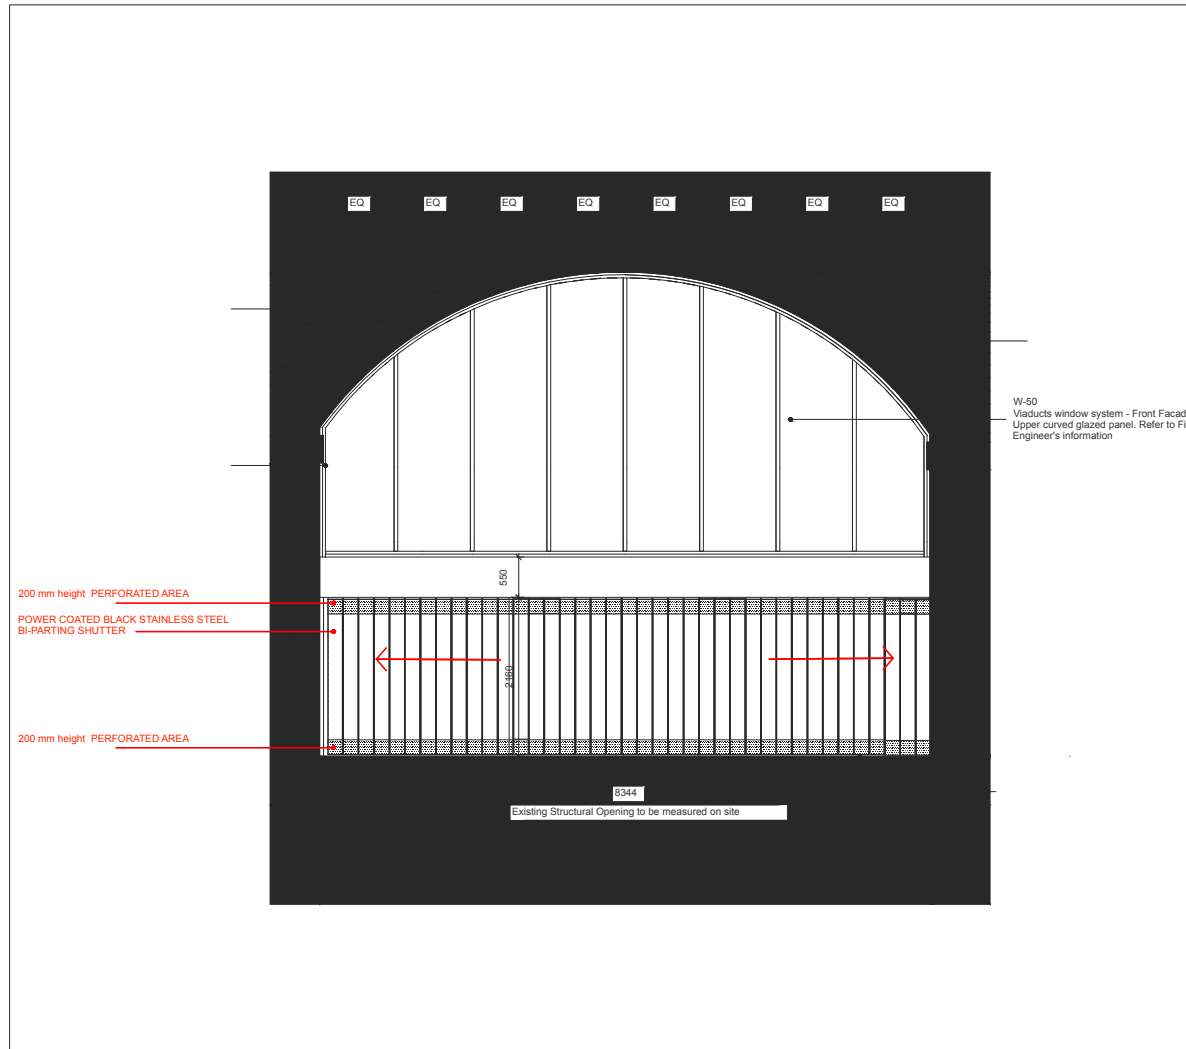 EQ EQ EQ EQ EQ EQ EQ EQ
W-50
Viaducts window system - Front Facad
Upper curved glazed panel. Refer to Fi
Engineer's information
550
200 mm height PERFORATED AREA
POWER COATED BLACK STAINLESS STEEL
BI-PARTING SHUTTER
2160
200 mm height PERFORATED AREA
8344
Existing Structural Opening to be measured on site